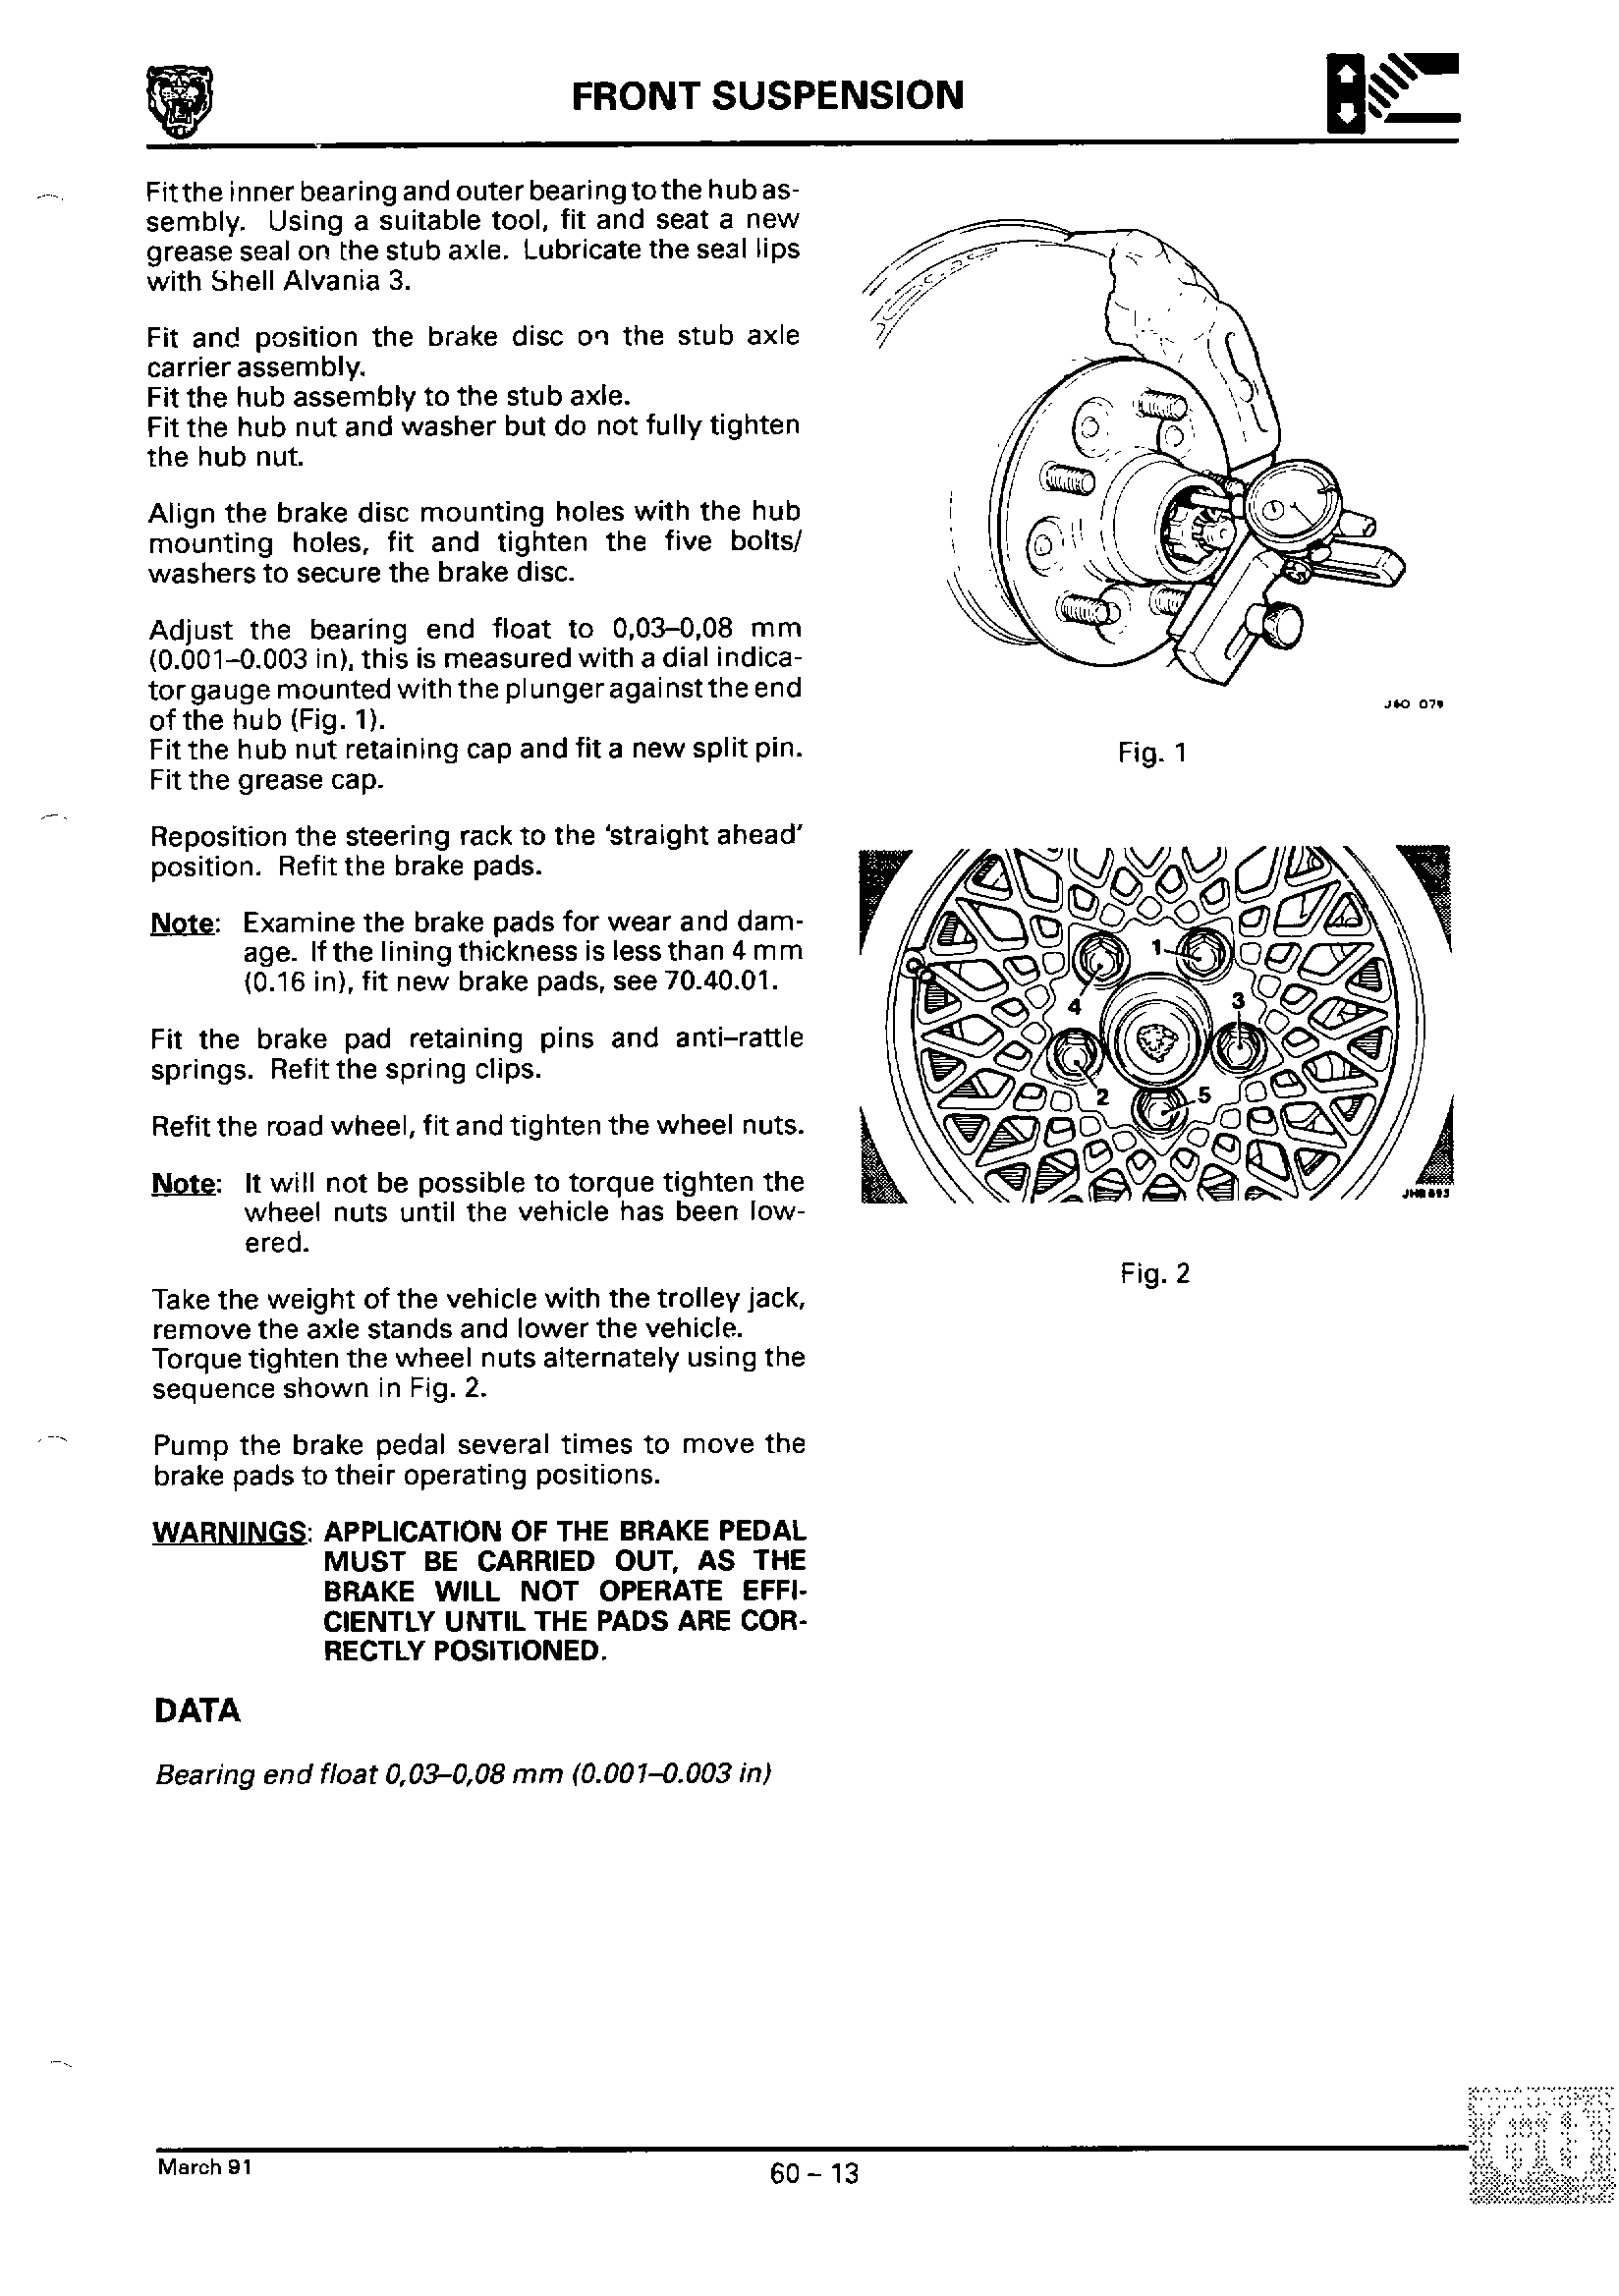 FRONT SUSPENSION
Fit the inner bearing and outer bearing to the hub as-
sembly. Using a suitable tool, fit and seat a new
grease seal on the stub axle. Lubricate the seal lips
with Shell Alvania 3.
Fit and position the brake disc on the stub axle
carrier assembly.
Fit the hub assembly to the stub axle.
Fit the hub nut and washer but do not fully tighten
the hub nut.
Align the brake disc mounting holes with the hub
mounting holes, fit and tighten the five bolts/
washers to secure the brake disc.
Adjust the bearing end float to 0,03–0,08 mm
(0.001–0.003 in), this is measured with a dial indica-
tor gauge mounted with the plunger against the end
of the hub (Fig. 1).
Fit the hub nut retaining cap and fit a new split pin.
Fit the grease cap.
Reposition the steering rack to the ‘straight ahead’
position. Refit the brake pads.
Note: Examine the brake pads for wear and dam-
age. If the lining thickness is less than 4 mm
(0.16 in), fit new brake pads, see 70.40.01.
Fit the brake pad retaining pins and anti–rattle
springs. Refit the spring clips.
Refit the road wheel, fit and tighten the wheel nuts.
Note: It will not be possible to torque tighten the
wheel nuts until the vehicle has been low-
ered.
Take the weight of the vehicle with the trolley jack,
remove the axle stands and lower the vehicle.
Torque tighten the wheel nuts alternately using the
sequence shown in Fig. 2.
Pump the brake pedal several times to move the
brake pads to their operating positions.
WARNINGS: APPLICATION OF THE BRAKE PEDAL
MUST BE CARRIED OUT, AS THE
BRAKE WILL NOT OPERATE EFFI-
CIENTLY UNTIL THE PADS ARE COR-
RECTLY POSITIONED.
DATA
Bearing end float 0,03–0,08 mm (0.001–0.003 in)
J60 079
Fig. 1
1
4
3
2
5
Fig. 2
March 91
60 – 13